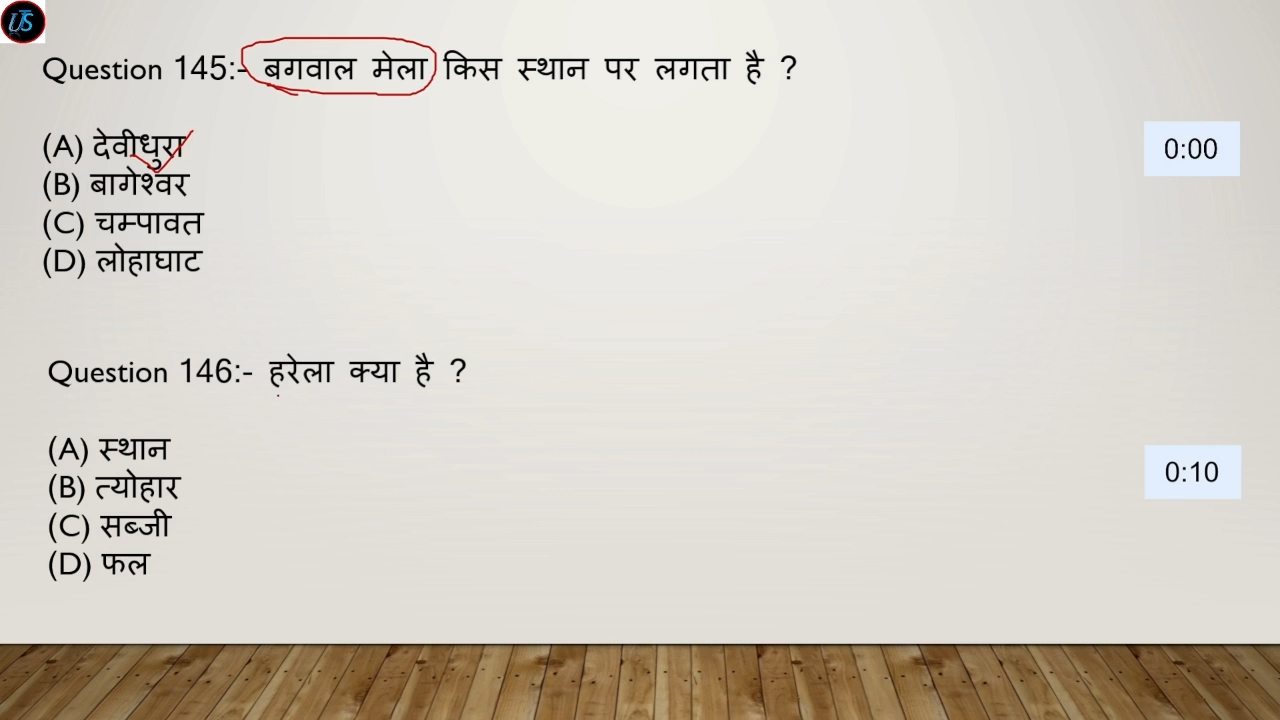 US
Question 145:- बगवाल मेला किस स्थान पर लगता है ?
(A) देवीधुरा
0:00
(B) बागेश्वर
(C) चम्पावत
(D) लोहाघाट
Question 146:- हरेला क्या है ?
(A) स्थान
0:10
(B) त्योहार
(C) सब्जी
(D) फल